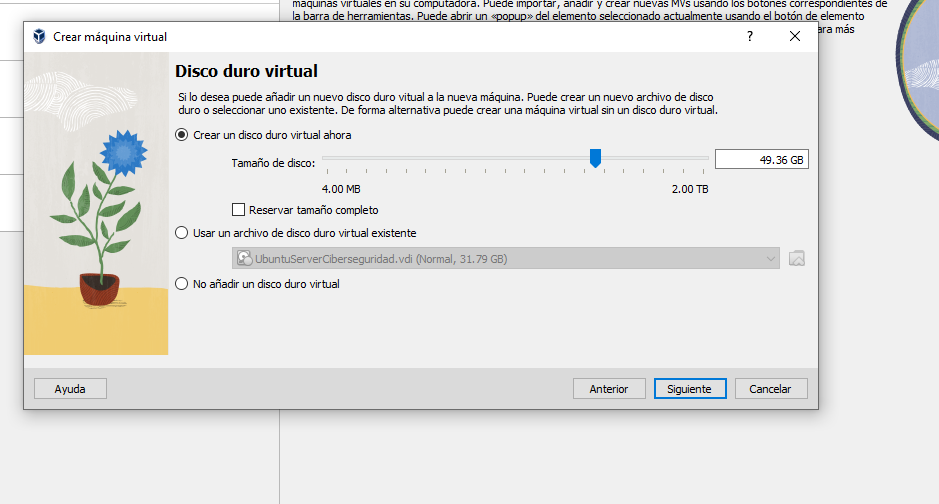 máquinas virtuales en su computadora. Puede importar, añadir y crear nuevas MVs usando los botones correspondientes de
la barra de herramientas. Puede abrir un «popup» del elemento seleccionado actualmente usando el botón de elemento
ara más
Crear máquina virtual
?
Disco duro virtual
Si lo desea puede añadir un nuevo disco duro vitual a la nueva máquina. Puede crear un nuevo archivo de disco
duro o seleccionar uno existente. De forma alternativa puede crear una máquina virtual sin un disco duro virtual.
Crear un disco duro virtual ahora
Tamaño de disco:
49.36 GB
4.00 MB
2.00 TB
Reservar tamaño completo
Usar un archivo de disco duro virtual existente
UbuntuServerCiberseguridad.vdi (Normal, 31.79 GB)
No añadir un disco duro virtual
Ayuda
Anterior
Siguiente
Cancelar